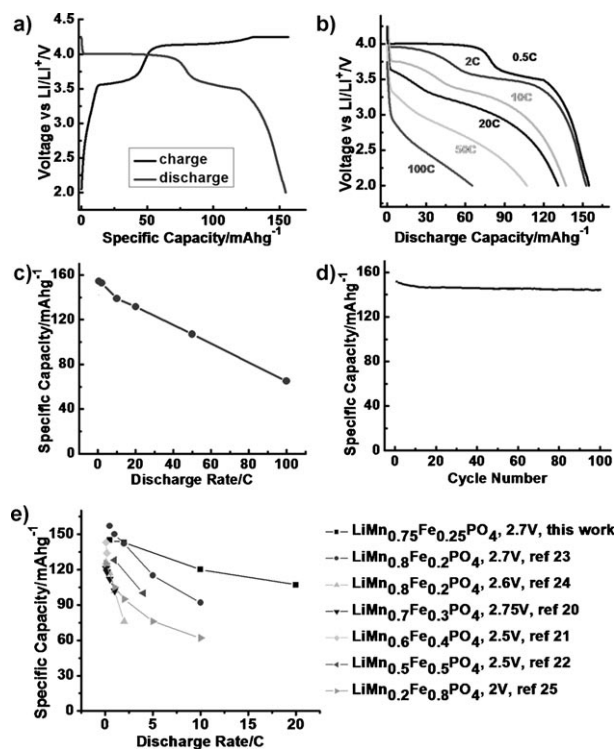 a)
4.5
4.0
3.5
3.0
2.5
2.0
Voltage vs LI/LI⁺/V
charge
discharge
0 50 100 150
Specific Capacity/mAhg⁻¹
b)
4.5
4.0
3.5
3.0
2.5
2.0
Voltage vs LI/LI⁺/V
2C
0.5C
10C
20C
50C
100C
0 30 60 90 120 150
Discharge Capacity/mAhg⁻¹
c)
160
120
80
40
0
Specific Capacity/mAhg⁻¹
0 20 40 60 80 100
Discharge Rate/C
d)
160
120
80
40
0
Specific Capacity/mAhg⁻¹
0 20 40 60 80 100
Cycle Number
e)
150
120
90
60
30
0
Specific Capacity/mAhg⁻¹
0 5 10 15 20
Discharge Rate/C
LiMn₀.₇₅Fe₀.₂₅PO₄, 2.7V, this work
LiMn₀.₈Fe₀.₂PO₄, 2.7V, ref 23
LiMn₀.₈Fe₀.₂PO₄, 2.6V, ref 24
LiMn₀.₇Fe₀.₃PO₄, 2.75V, ref 20
LiMn₀.₆Fe₀.₄PO₄, 2.5V, ref 21
LiMn₀.₅Fe₀.₅PO₄, 2.5V, ref 22
LiMn₀.₂Fe₀.₈PO₄, 2V, ref 25